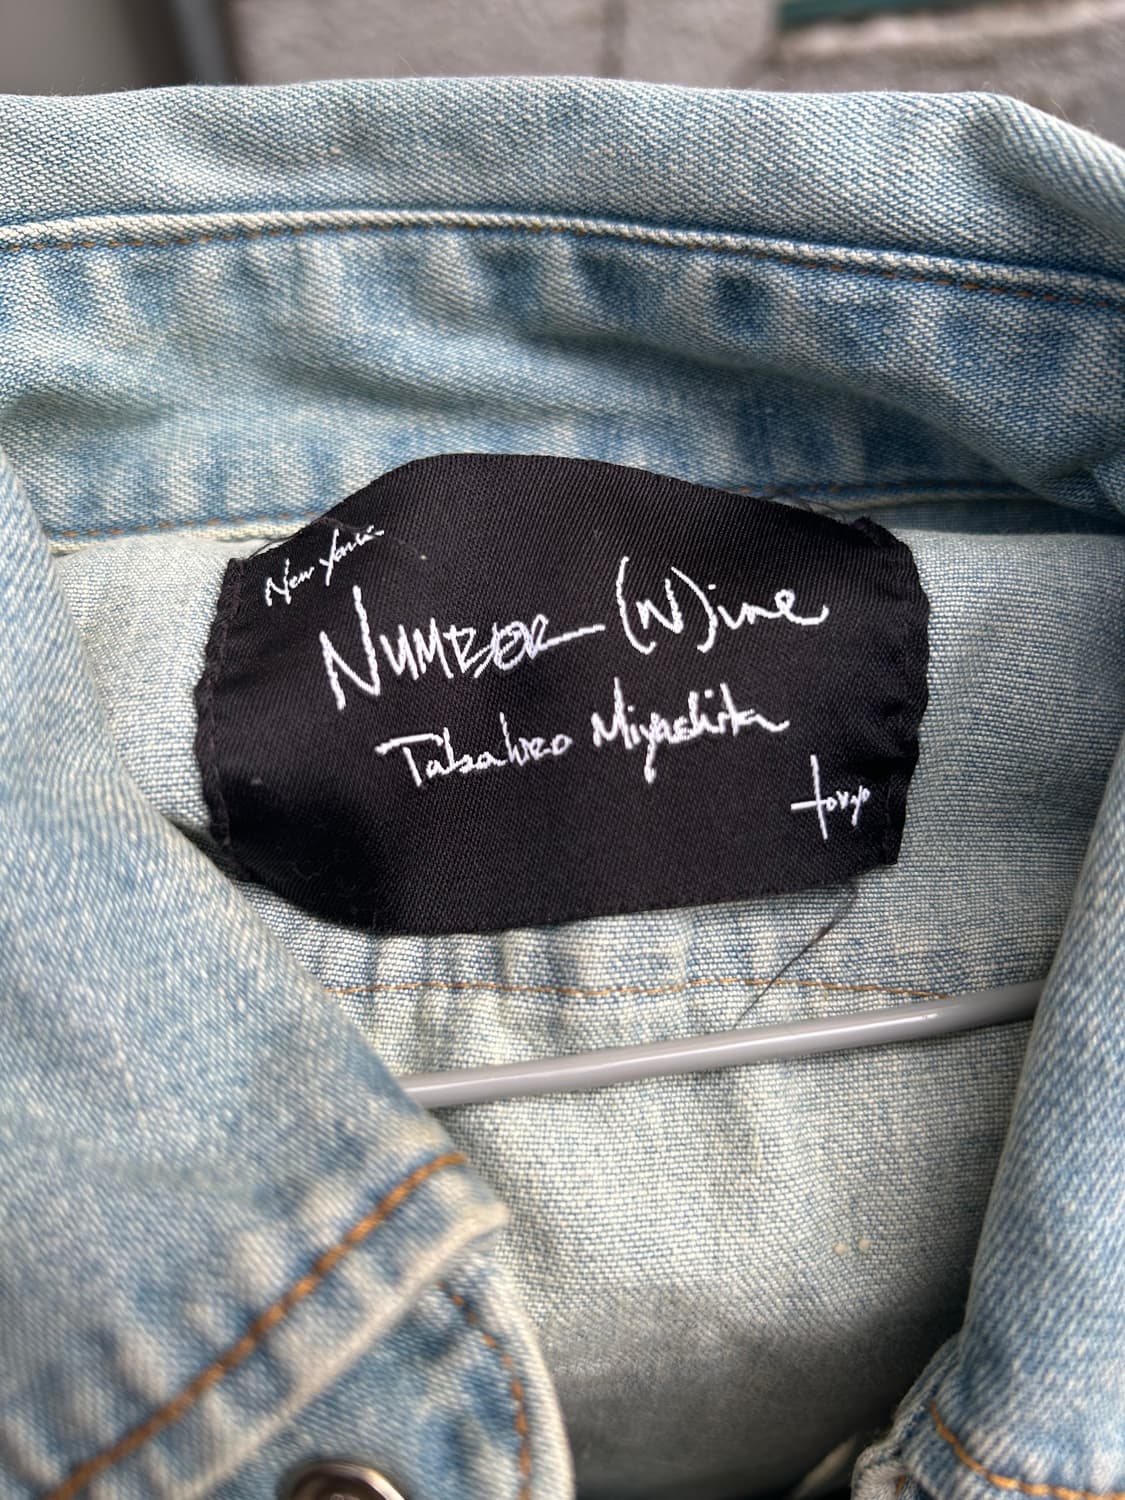 New York
NUMBER (N)ine
Takahiro Miyashita
tokyo